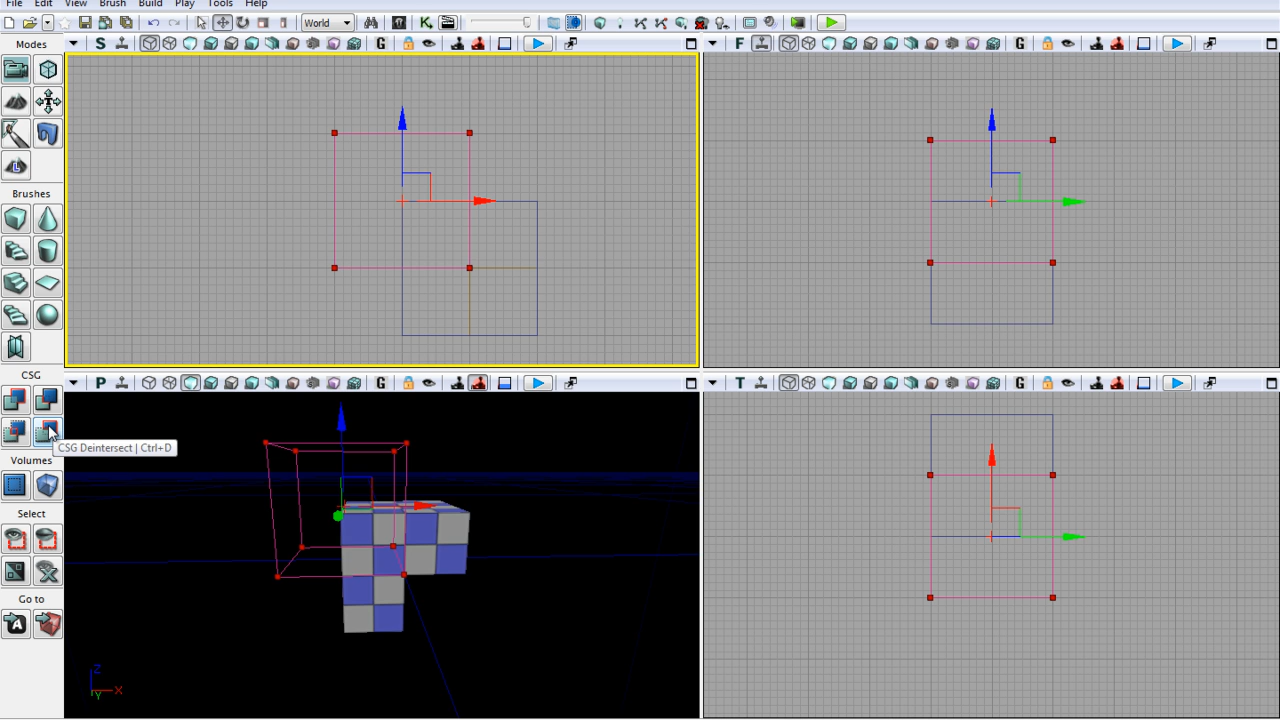 File Edit View Brush Build Play Tools Help
World
Modes
S
G
F
G
Brushes
CSG
P
G
T
G
CSG Deintersect | Ctrl+D
Volumes
Select
Go to
Z
X
Y